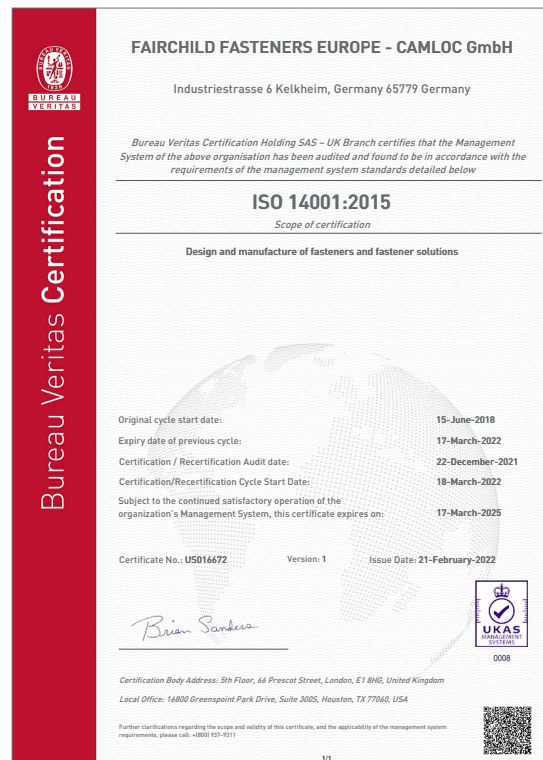 BUREAU VERITAS
1828
BUREAU
VERITAS
Bureau Veritas Certification
FAIRCHILD FASTENERS EUROPE - CAMLOC GmbH
Industriestrasse 6 Kelkheim, Germany 65779 Germany
Bureau Veritas Certification Holding SAS – UK Branch certifies that the Management
System of the above organisation has been audited and found to be in accordance with the
requirements of the management system standards detailed below
ISO 14001:2015
Scope of certification
Design and manufacture of fasteners and fastener solutions
Original cycle start date: 15-June-2018
Expiry date of previous cycle: 17-March-2022
Certification / Recertification Audit date: 22-December-2021
Certification/Recertification Cycle Start Date: 18-March-2022
Subject to the continued satisfactory operation of the
organization's Management System, this certificate expires on: 17-March-2025
Certificate No.: US016672 Version: 1 Issue Date: 21-February-2022
Brian Sanders
UKAS
MANAGEMENT
SYSTEMS
0008
Certification Body Address: 5th Floor, 66 Prescot Street, London, E1 8HG, United Kingdom
Local Office: 16800 Greenspoint Park Drive, Suite 300S, Houston, TX 77060, USA
Further clarifications regarding the scope and validity of this certificate, and the applicability of the management system
requirements, please call: +(800) 937-9311
1/1